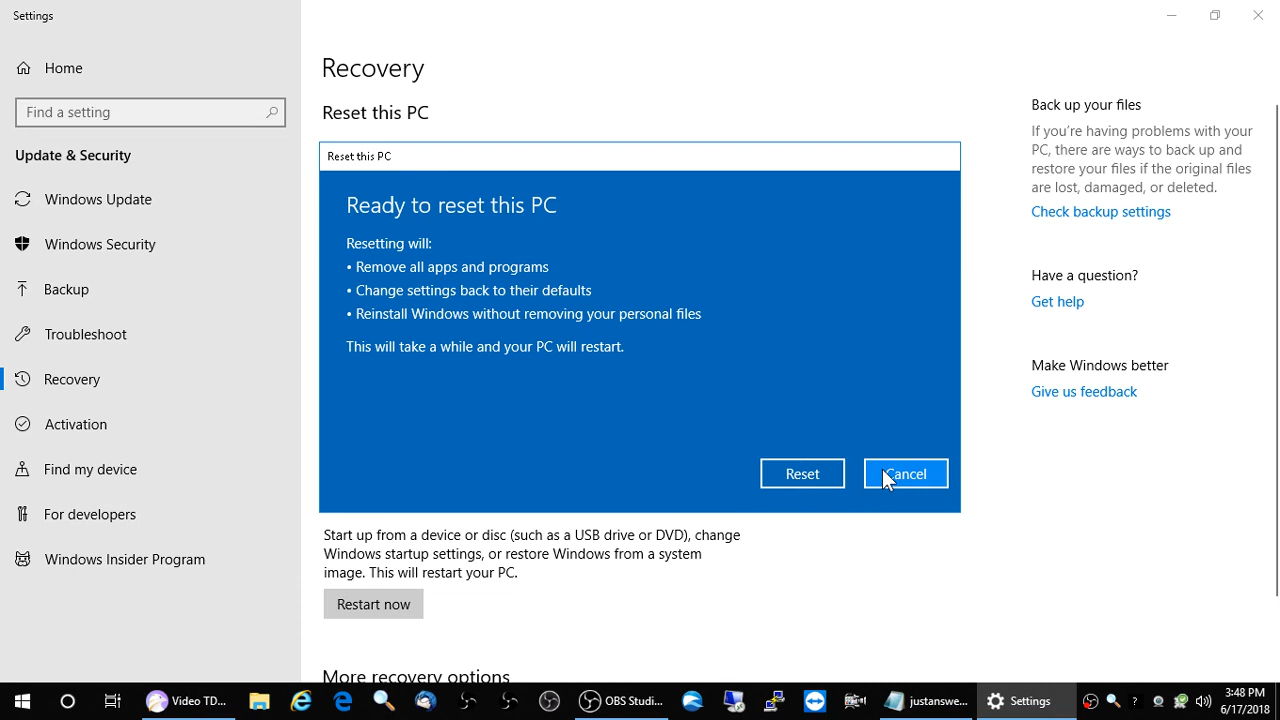 Settings
Home
Find a setting
Update & Security
Windows Update
Windows Security
Backup
Troubleshoot
Recovery
Activation
Find my device
For developers
Windows Insider Program
Recovery
Reset this PC
Reset this PC
Ready to reset this PC
Resetting will:
• Remove all apps and programs
• Change settings back to their defaults
• Reinstall Windows without removing your personal files
This will take a while and your PC will restart.
Reset
Cancel
Start up from a device or disc (such as a USB drive or DVD), change
Windows startup settings, or restore Windows from a system
image. This will restart your PC.
Restart now
More recovery options
Back up your files
If you're having problems with your
PC, there are ways to back up and
restore your files if the original files
are lost, damaged, or deleted.
Check backup settings
Have a question?
Get help
Make Windows better
Give us feedback
Video TD...
OBS Studi...
justanswe...
Settings
3:48 PM
6/17/2018